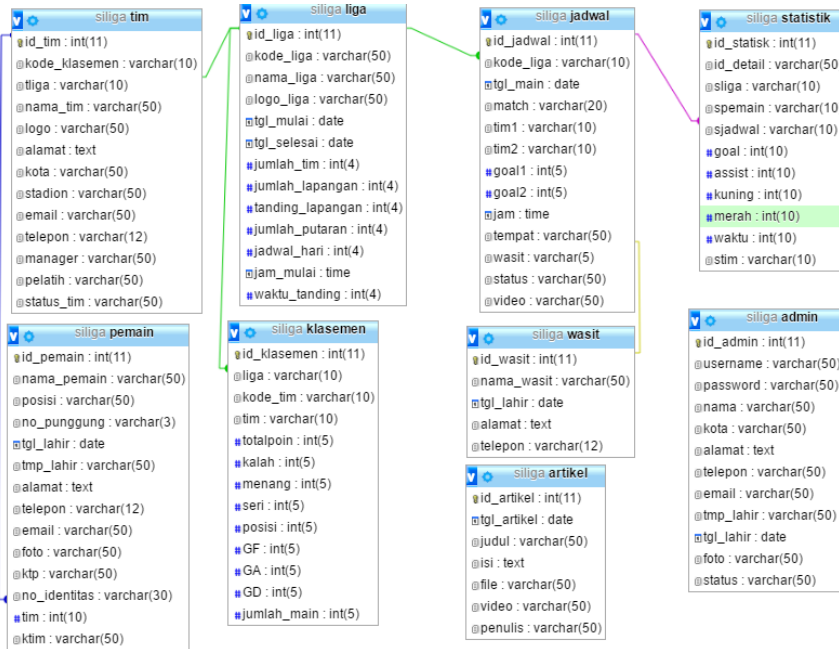 siliga tim
id_tim : int(11)
kode_klasemen : varchar(10)
tliga : varchar(10)
nama_tim : varchar(50)
logo : varchar(50)
alamat : text
kota : varchar(50)
stadion : varchar(50)
email : varchar(50)
telepon : varchar(12)
manager : varchar(50)
pelatih : varchar(50)
status_tim : varchar(50)
siliga liga
id_liga : int(11)
kode_liga : varchar(50)
nama_liga : varchar(50)
logo_liga : varchar(50)
tgl_mulai : date
tgl_selesai : date
jumlah_tim : int(4)
jumlah_lapangan : int(4)
tanding_lapangan : int(4)
jumlah_putaran : int(4)
jadwal_hari : int(4)
jam_mulai : time
waktu_tanding : int(4)
siliga jadwal
id_jadwal : int(11)
kode_liga : varchar(10)
tgl_main : date
match : varchar(20)
tim1 : varchar(10)
tim2 : varchar(10)
goal1 : int(5)
goal2 : int(5)
jam : time
tempat : varchar(50)
wasit : varchar(5)
status : varchar(50)
video : varchar(50)
siliga statistik
id_statisk : int(11)
id_detail : varchar(50
sliga : varchar(10)
spemain : varchar(10
sjadwal : varchar(10)
goal : int(10)
assist : int(10)
kuning : int(10)
merah : int(10)
waktu : int(10)
stim : varchar(10)
siliga pemain
id_pemain : int(11)
nama_pemain : varchar(50)
posisi : varchar(50)
no_punggung : varchar(3)
tgl_lahir : date
tmp_lahir : varchar(50)
alamat : text
telepon : varchar(12)
email : varchar(50)
foto : varchar(50)
ktp : varchar(50)
no_identitas : varchar(30)
tim : int(10)
ktim : varchar(50)
siliga klasemen
id_klasemen : int(11)
liga : varchar(10)
kode_tim : varchar(10)
tim : varchar(10)
totalpoin : int(5)
kalah : int(5)
menang : int(5)
seri : int(5)
posisi : int(5)
GF : int(5)
GA : int(5)
GD : int(5)
jumlah_main : int(5)
siliga wasit
id_wasit : int(11)
nama_wasit : varchar(50)
tgl_lahir : date
alamat : text
telepon : varchar(12)
siliga artikel
id_artikel : int(11)
tgl_artikel : date
judul : varchar(50)
isi : text
file : varchar(50)
video : varchar(50)
penulis : varchar(50)
siliga admin
id_admin : int(11)
username : varchar(50)
password : varchar(50)
nama : varchar(50)
kota : varchar(50)
alamat : text
telepon : varchar(50)
email : varchar(50)
tmp_lahir : varchar(50)
tgl_lahir : date
foto : varchar(50)
status : varchar(50)